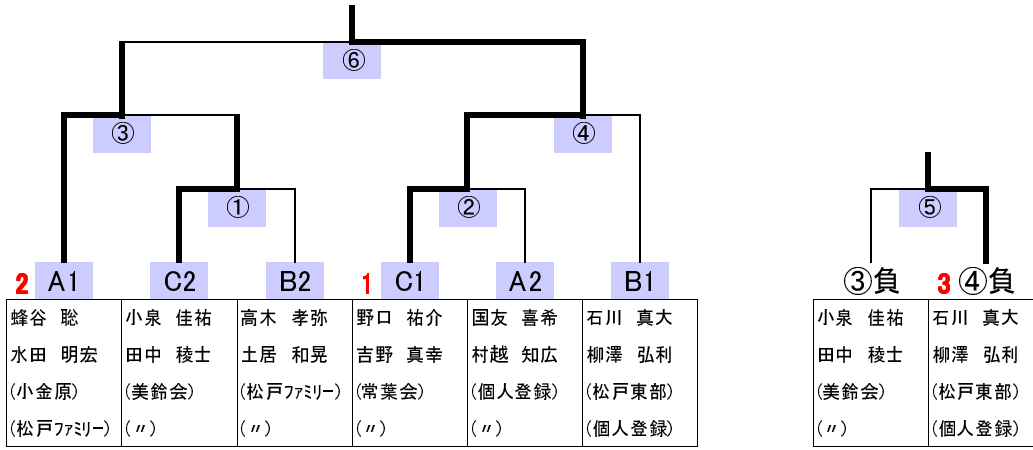 ⑥
③ ④
① ② ⑤
2 A1 C2 B2 1 C1 A2 B1 ③負 3 ④負
蜂谷 聡 小泉 佳祐 高木 孝弥 野口 祐介 国友 喜希 石川 真大 小泉 佳祐 石川 真大
水田 明宏 田中 稜士 土居 和晃 吉野 真幸 村越 知広 柳澤 弘利 田中 稜士 柳澤 弘利
(小金原) (美鈴会) (松戸ファミリー) (常葉会) (個人登録) (松戸東部) (美鈴会) (松戸東部)
(松戸ファミリー) (〃) (〃) (〃) (〃) (個人登録) (〃) (個人登録)